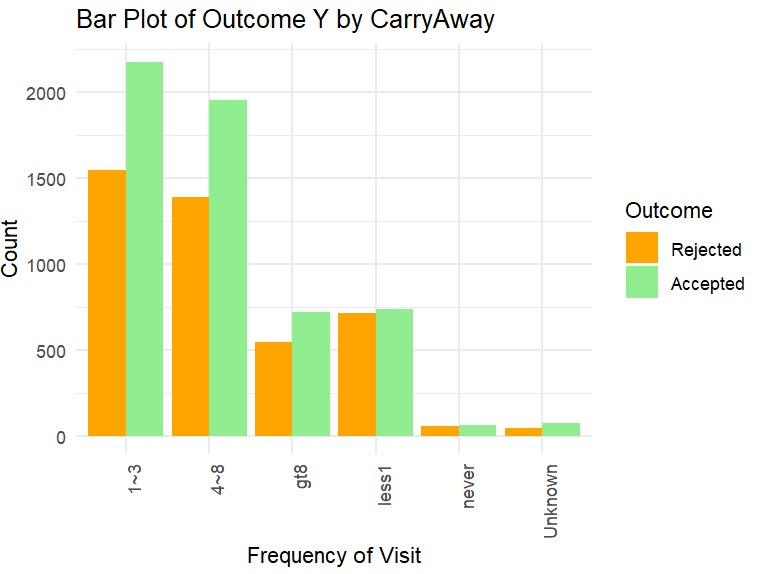 Bar Plot of Outcome Y by CarryAway
Count
2000
1500
1000
500
0
1~3
4~8
gt8
less1
never
Unknown
Frequency of Visit
Outcome
Rejected
Accepted